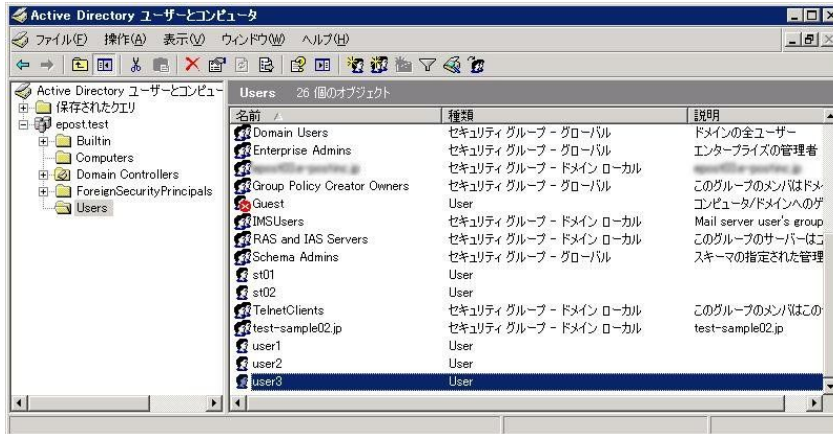 Active Directory ユーザーとコンピュータ
ファイル(F) 操作(A) 表示(V) ウィンドウ(W) ヘルプ(H)
Active Directory ユーザーとコンピュー
保存されたクエリ
epost.test
Builtin
Computers
Domain Controllers
ForeignSecurityPrincipals
Users
Users 26 個のオブジェクト
名前 種類 説明
Domain Users セキュリティ グループ - グローバル ドメインの全ユーザー
Enterprise Admins セキュリティ グループ - グローバル エンタープライズの管理者
セキュリティ グループ - ドメイン ローカル
Group Policy Creator Owners セキュリティ グループ - グローバル このグループのメンバはドメ
Guest User コンピュータ/ドメインへのゲ
IMSUsers セキュリティ グループ - ドメイン ローカル Mail server user's group
RAS and IAS Servers セキュリティ グループ - ドメイン ローカル このグループのサーバーは
Schema Admins セキュリティ グループ - グローバル スキーマの指定された管理
st01 User
st02 User
TelnetClients セキュリティ グループ - ドメイン ローカル このグループのメンバはこの
test-sample02.jp セキュリティ グループ - ドメイン ローカル test-sample02.jp
user1 User
user2 User
user3 User